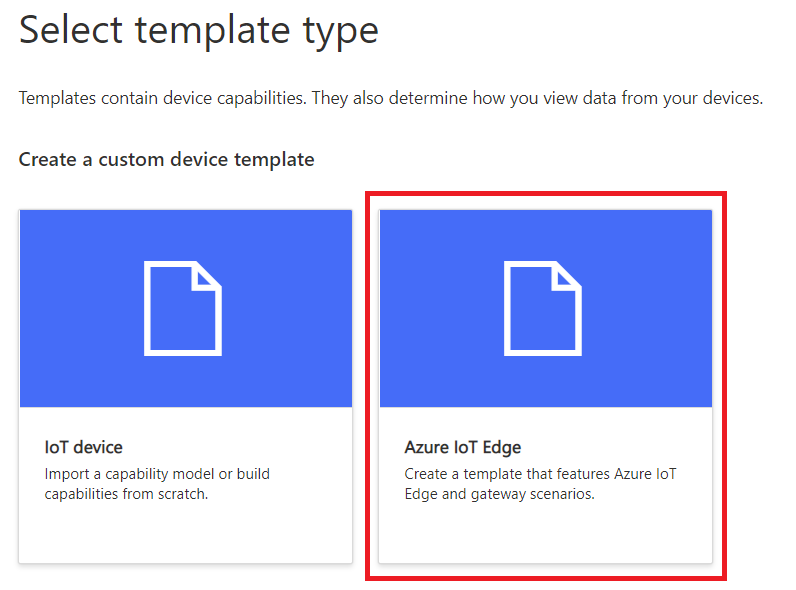 Select template type
Templates contain device capabilities. They also determine how you view data from your devices.
Create a custom device template
IoT device
Import a capability model or build
capabilities from scratch.
Azure IoT Edge
Create a template that features Azure IoT
Edge and gateway scenarios.